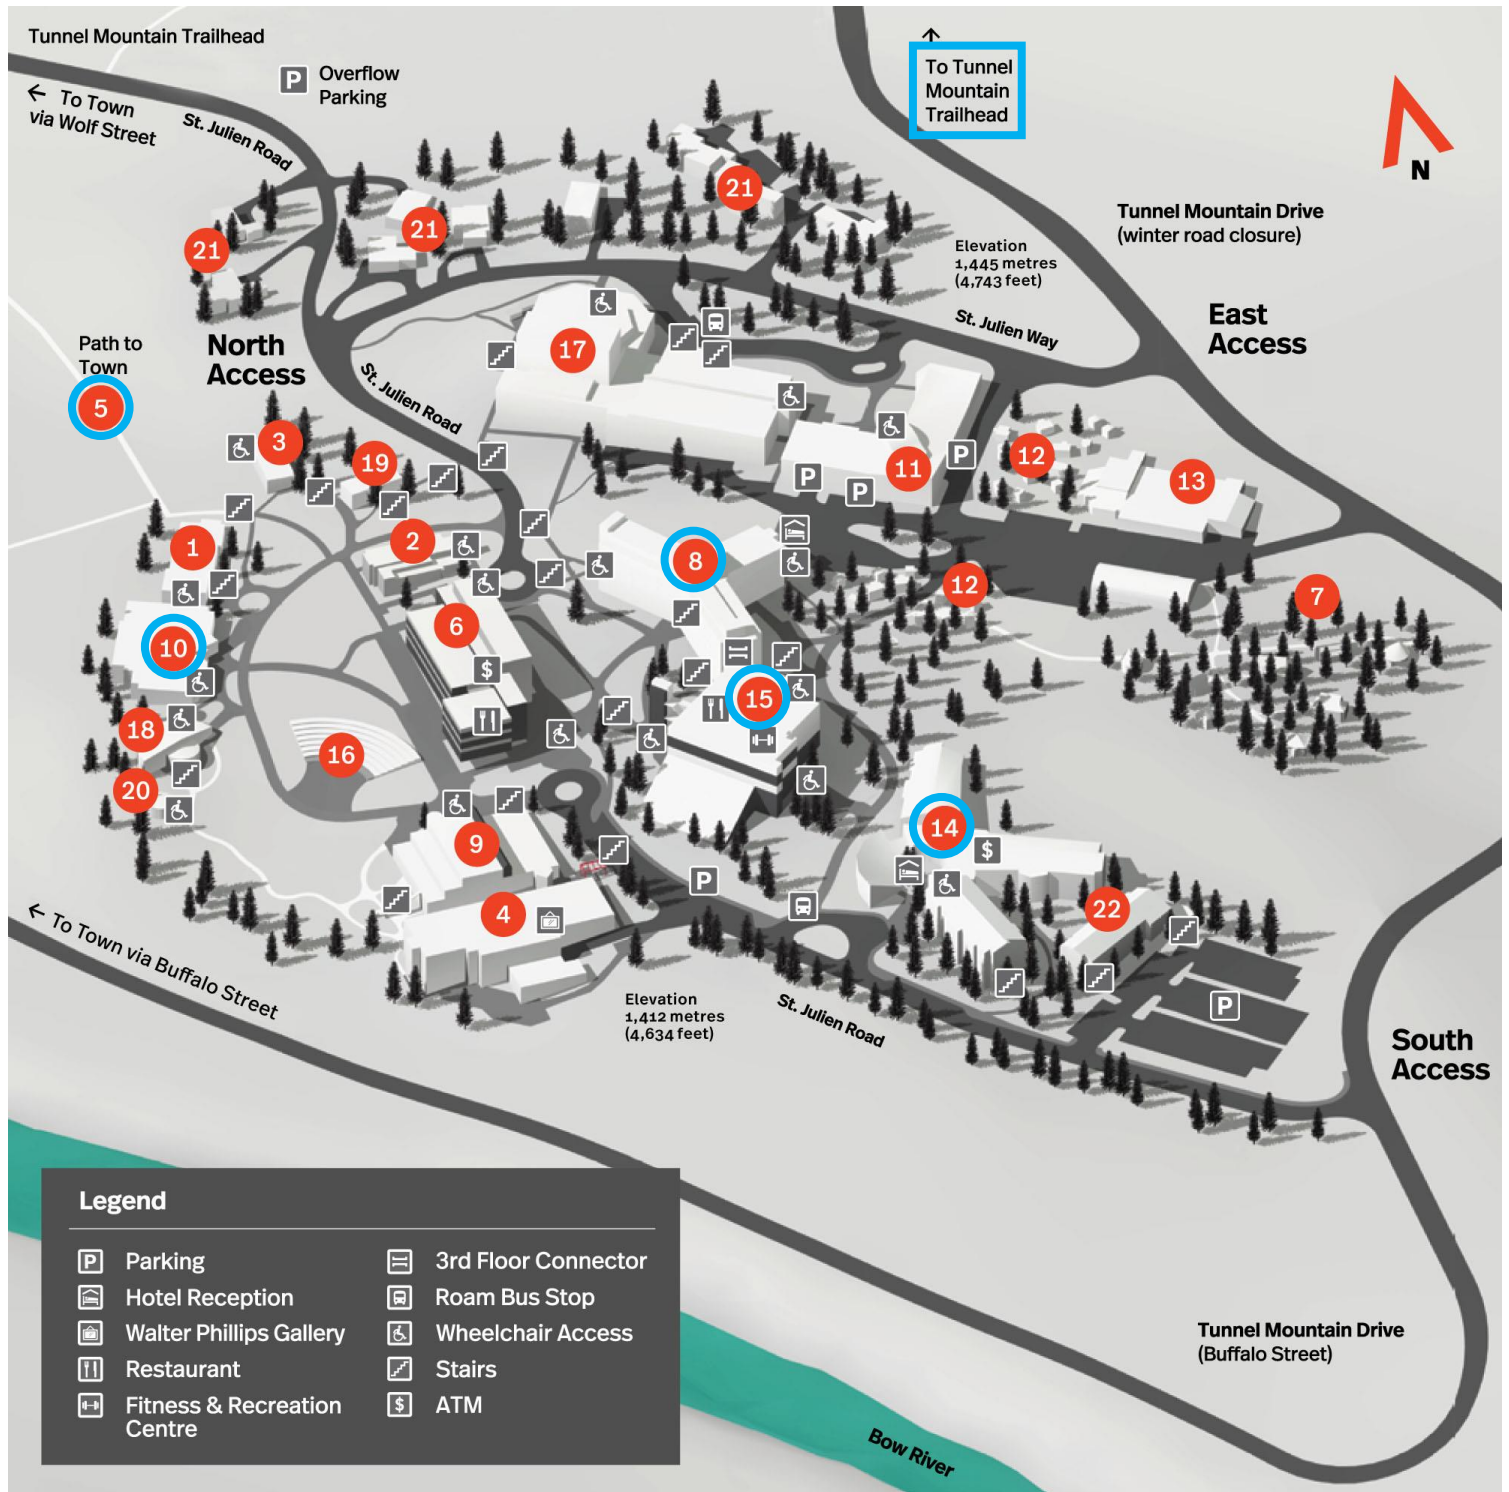 Tunnel Mountain Trailhead
P
Overflow
Parking
← To Town
via Wolf Street
St. Julien Road
↑
To Tunnel
Mountain
Trailhead
N
21
21
21
Tunnel Mountain Drive
(winter road closure)
Elevation
1,445 metres
(4,743 feet)
St. Julien Way
East
Access
Path to
Town
5
North
Access
St. Julien Road
17
3
19
11
P
P
P
12
13
1
2
8
12
7
10
6
$
15
18
16
20
14
$
9
4
P
22
P
← To Town via Buffalo Street
Elevation
1,412 metres
(4,634 feet)
St. Julien Road
South
Access
Legend
P Parking
Hotel Reception
Walter Phillips Gallery
Restaurant
Fitness & Recreation
Centre
3rd Floor Connector
Roam Bus Stop
Wheelchair Access
Stairs
$ ATM
Tunnel Mountain Drive
(Buffalo Street)
Bow River